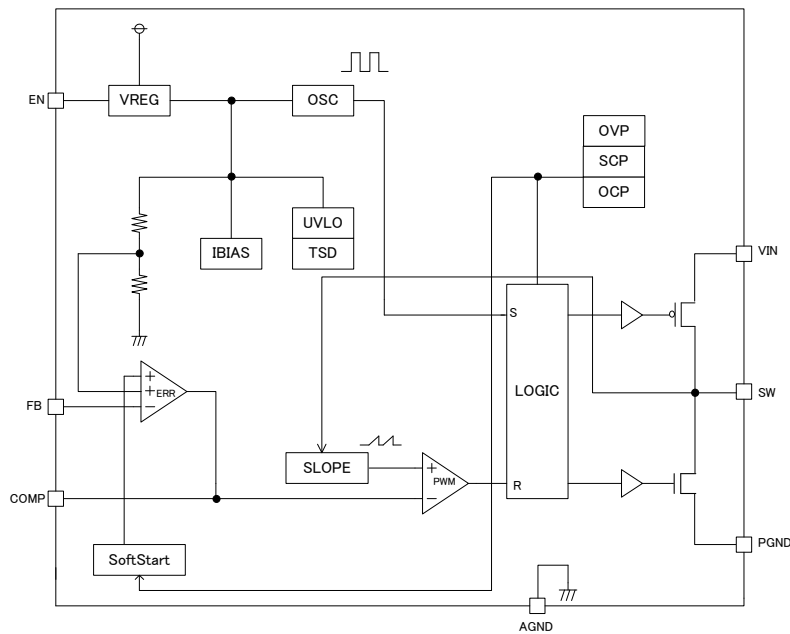 EN
VREG
OSC
OVP
SCP
OCP
UVLO
TSD
IBIAS
VIN
S
LOGIC
SW
+
+
ERR
−
FB
SLOPE
+
PWM
−
R
COMP
PGND
SoftStart
AGND